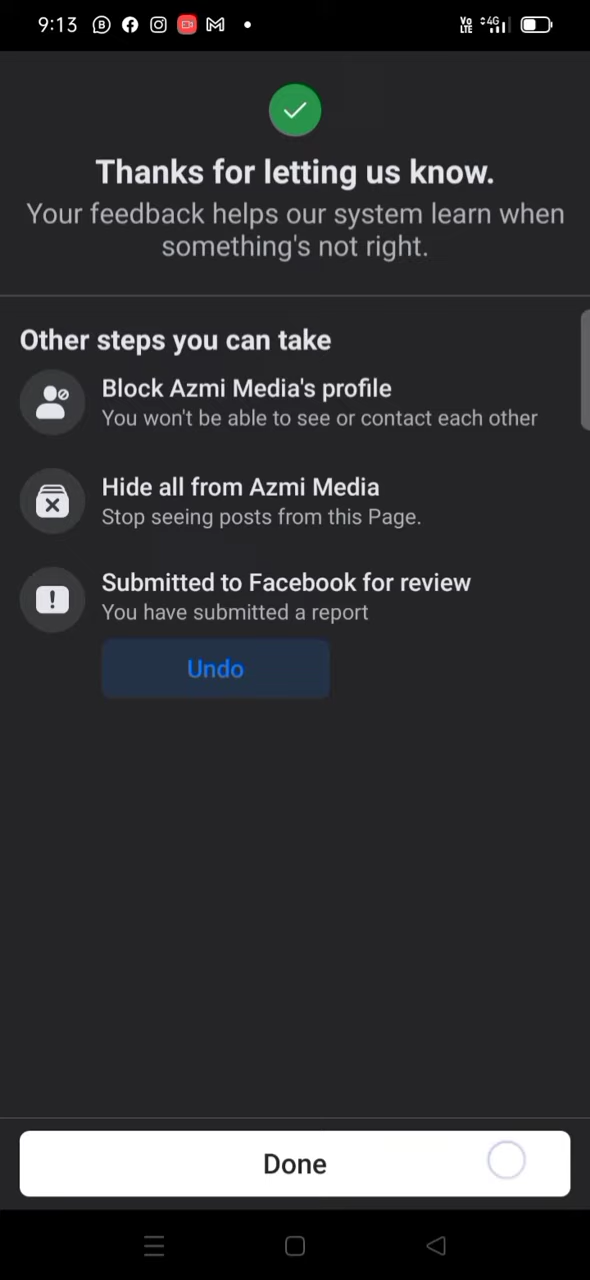 9:13
Vo LTE 4G
Thanks for letting us know.
Your feedback helps our system learn when
something's not right.
Other steps you can take
Block Azmi Media's profile
You won't be able to see or contact each other
Hide all from Azmi Media
Stop seeing posts from this Page.
Submitted to Facebook for review
You have submitted a report
Undo
Done